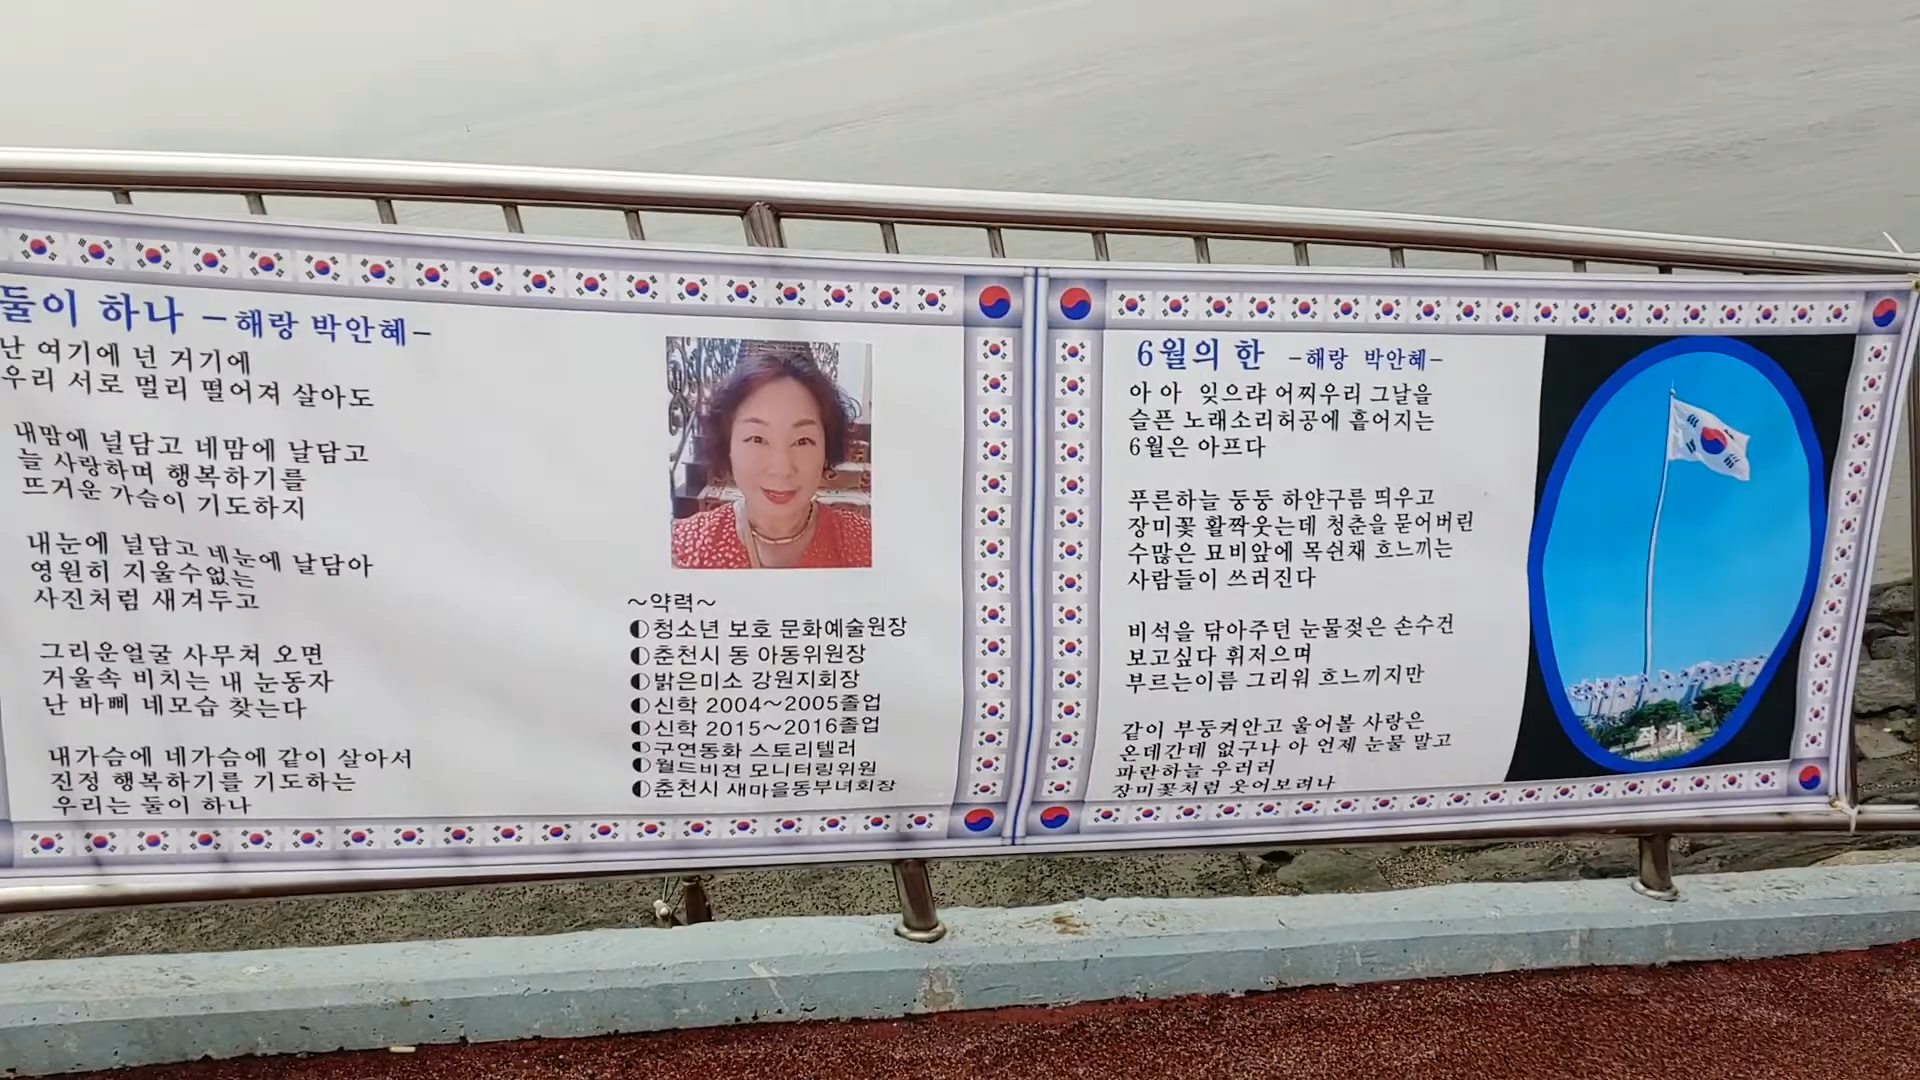 둘이 하나 -해랑 박안혜-
난 여기에 넌 거기에
우리 서로 멀리 떨어져 살아도
내맘에 널담고 네맘에 날담고
늘 사랑하며 행복하기를
뜨거운 가슴이 기도하지
내눈에 널담고 네눈에 날담아
영원히 지울수없는
사진처럼 새겨두고
그리운얼굴 사무쳐 오면
거울속 비치는 내 눈동자
난 바삐 네모습 찾는다
내가슴에 네가슴에 같이 살아서
진정 행복하기를 기도하는
우리는 둘이 하나
~약력~
◐청소년 보호 문화예술원장
◐춘천시 동 아동위원장
◐밝은미소 강원지회장
◐신학 2004~2005졸업
◐신학 2015~2016졸업
◐구연동화 스토리텔러
◐월드비젼 모니터링위원
◐춘천시 새마을동부녀회장
6월의 한 -해랑 박안혜-
아 아 잊으랴 어찌우리 그날을
슬픈 노래소리허공에 흩어지는
6월은 아프다
푸른하늘 둥둥 하얀구름 띄우고
장미꽃 활짝웃는데 청춘을 묻어버린
수많은 묘비앞에 목쉰채 흐느끼는
사람들이 쓰러진다
비석을 닦아주던 눈물젖은 손수건
보고싶다 휘저으며
부르는이름 그리워 흐느끼지만
같이 부둥켜안고 울어볼 사랑은
온데간데 없구나 아 언제 눈물 말고
파란하늘 우러러
장미꽃처럼 웃어보려나